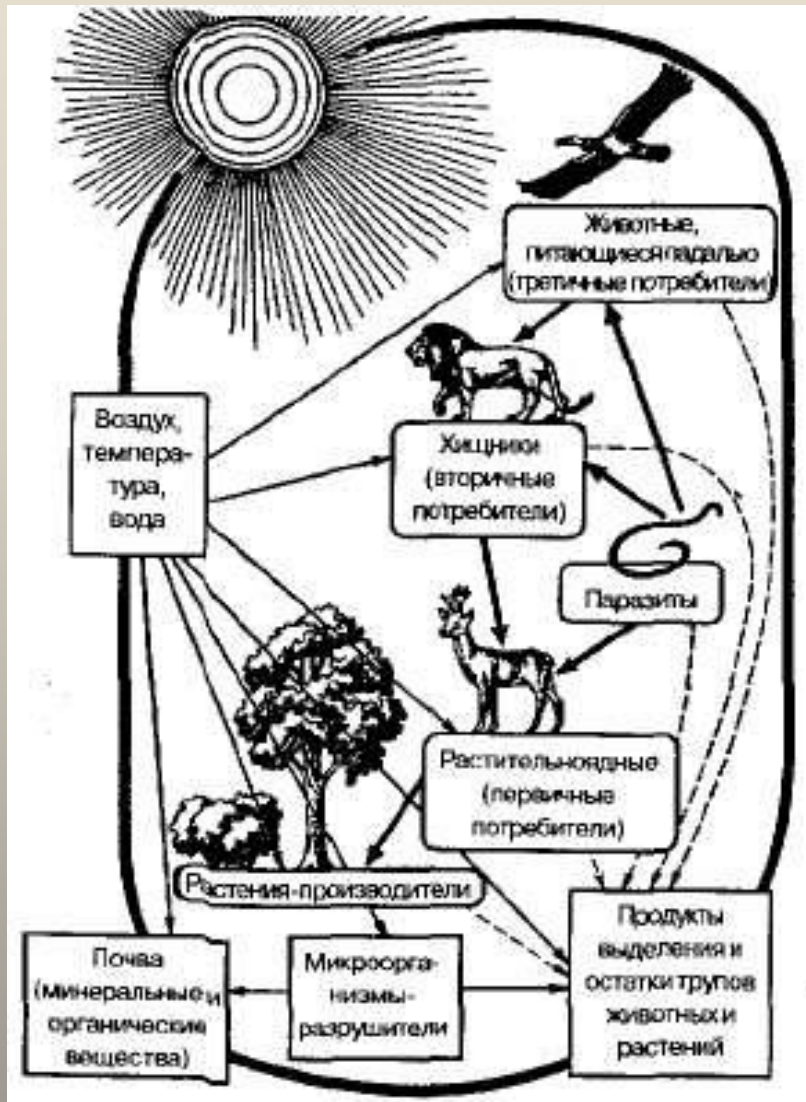 Животные,
питающиеся падалью
(третичные потребители)
Воздух,
темпера-
тура,
вода
Хищники
(вторичные
потребители)
Паразиты
Растительноядные
(первичные
потребители)
Растения-производители
Почва
(минеральные и
органические
вещества)
Микроорга-
низмы-
разрушители
Продукты
выделения и
остатки трупов
животных и
растений